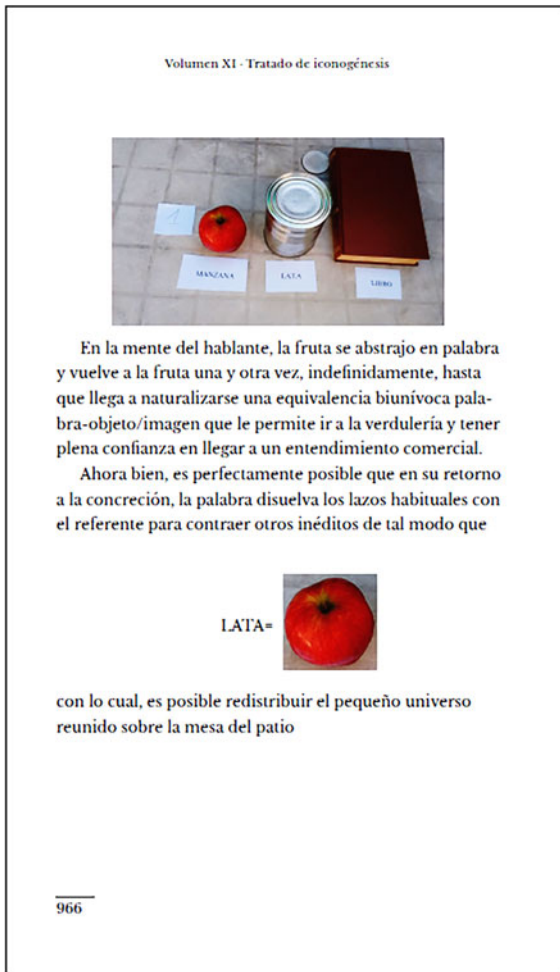 Volumen XI - Tratado de iconogénesis
1
MANZANA
LATA
LIBRO
En la mente del hablante, la fruta se abstrajo en palabra
y vuelve a la fruta una y otra vez, indefinidamente, hasta
que llega a naturalizarse una equivalencia biunívoca pala-
bra-objeto/imagen que le permite ir a la verdulería y tener
plena confianza en llegar a un entendimiento comercial.
Ahora bien, es perfectamente posible que en su retorno
a la concreción, la palabra disuelva los lazos habituales con
el referente para contraer otros inéditos de tal modo que
LATA=
con lo cual, es posible redistribuir el pequeño universo
reunido sobre la mesa del patio
966